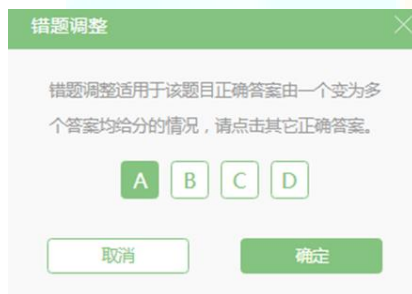 错题调整
错题调整适用于该题目正确答案由一个变为多
个答案均给分的情况，请点击其它正确答案。
A B C D
取消 确定